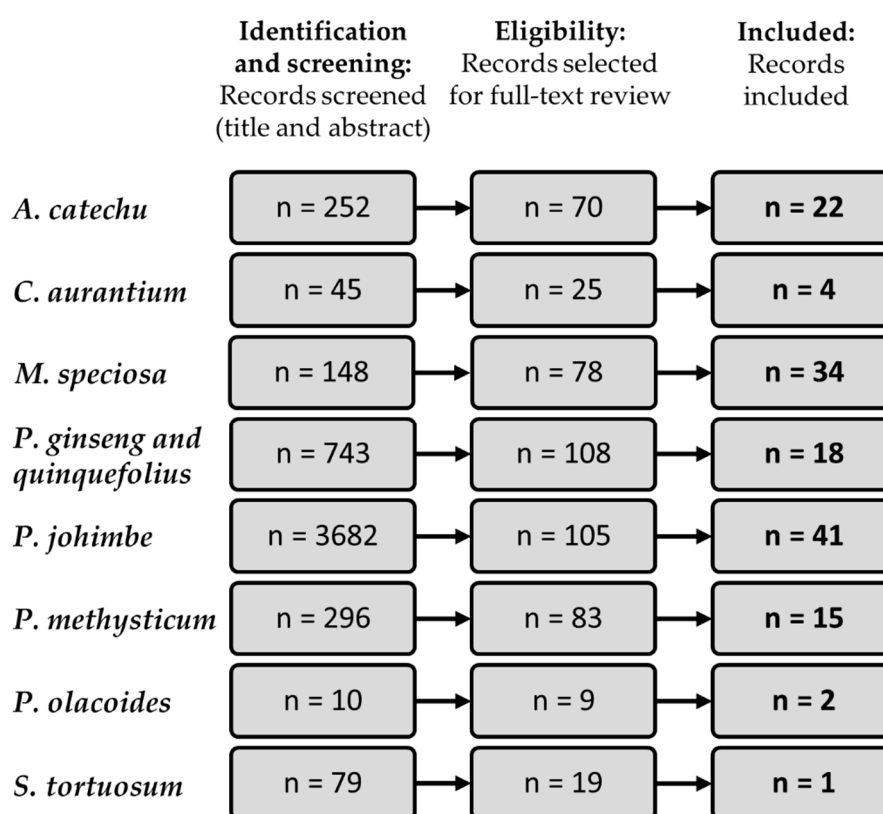 Identification
and screening:
Records screened
(title and abstract)
Eligibility:
Records selected
for full-text review
Included:
Records
included
A. catechu
n = 252
n = 70
n = 22
C. aurantium
n = 45
n = 25
n = 4
M. speciosa
n = 148
n = 78
n = 34
P. ginseng and
quinquefolius
n = 743
n = 108
n = 18
P. johimbe
n = 3682
n = 105
n = 41
P. methysticum
n = 296
n = 83
n = 15
P. olacoides
n = 10
n = 9
n = 2
S. tortuosum
n = 79
n = 19
n = 1